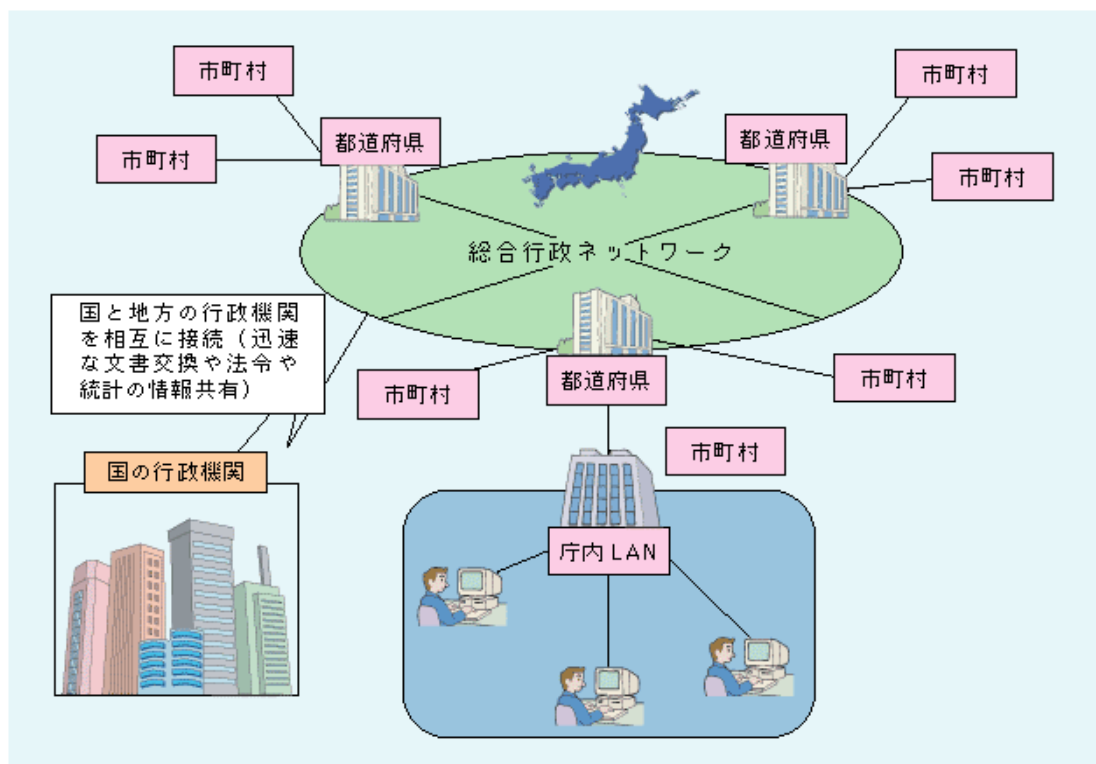 市町村
市町村
都道府県
市町村
都道府県
市町村
総合行政ネットワーク
国と地方の行政機関
を相互に接続（迅速
な文書交換や法令や
統計の情報共有）
市町村
都道府県
市町村
市町村
国の行政機関
庁内LAN